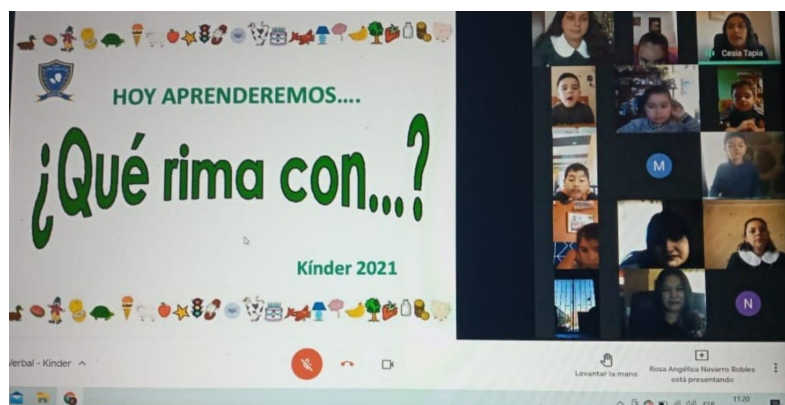 HOY APRENDEREMOS....
¿Qué rima con...?
Kínder 2021
Cesia Tapia
M
N
Verbal - Kínder
Levantar la mano
Rosa Angélica Navarro Robles
está presentando
ESP
11:20